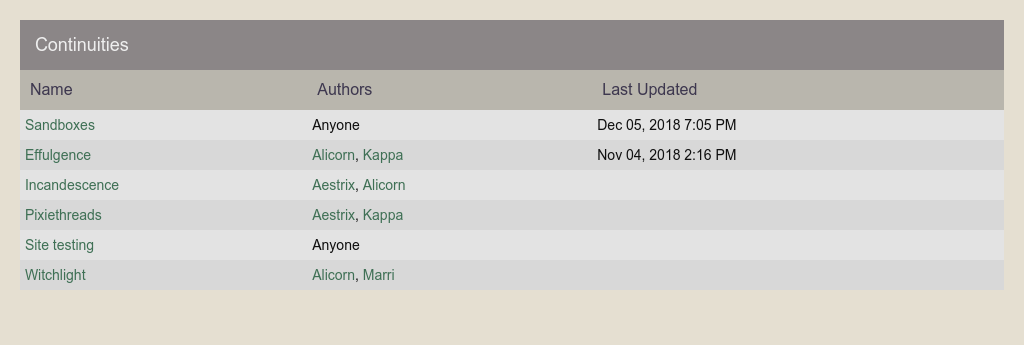 Continuities
Name Authors Last Updated
Sandboxes Anyone Dec 05, 2018 7:05 PM
Effulgence Alicorn, Kappa Nov 04, 2018 2:16 PM
Incandescence Aestrix, Alicorn
Pixiethreads Aestrix, Kappa
Site testing Anyone
Witchlight Alicorn, Marri